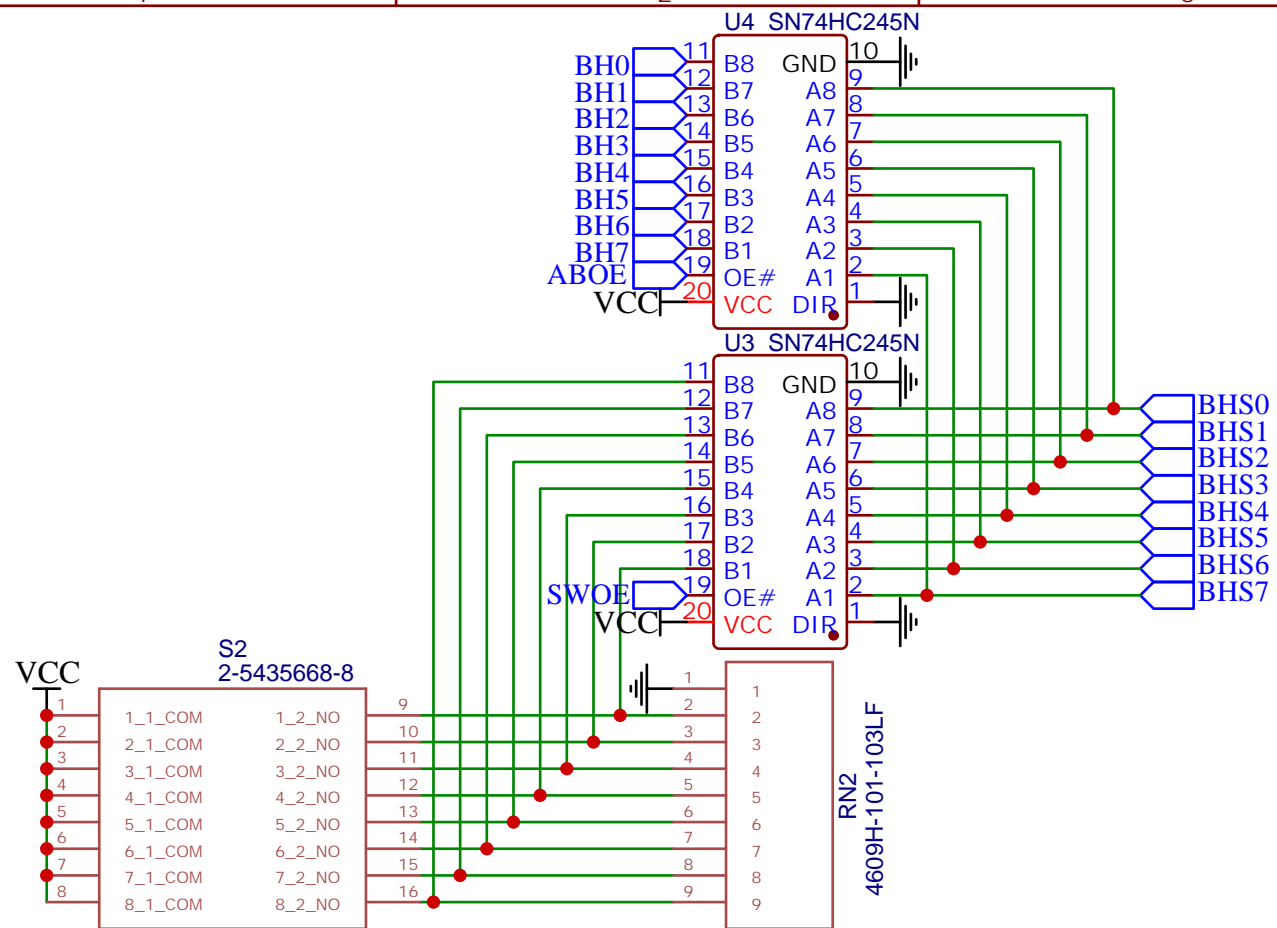 U4 SN74HC245N
BH0 11 B8 GND 10
BH1 12 B7 A8 9
BH2 13 B6 A7 8
BH3 14 B5 A6 7
BH4 15 B4 A5 6
BH5 16 B3 A4 5
BH6 17 B2 A3 4
BH7 18 B1 A2 3
ABOE 19 OE# A1 2
VCC 20 VCC DIR 1
U3 SN74HC245N
11 B8 GND 10
12 B7 A8 9 BHS0
13 B6 A7 8 BHS1
14 B5 A6 7 BHS2
15 B4 A5 6 BHS3
16 B3 A4 5 BHS4
17 B2 A3 4 BHS5
18 B1 A2 3 BHS6
SWOE 19 OE# A1 2 BHS7
VCC 20 VCC DIR 1
S2
2-5435668-8
VCC
1 1_1_COM 1_2_NO 9
2 2_1_COM 2_2_NO 10
3 3_1_COM 3_2_NO 11
4 4_1_COM 4_2_NO 12
5 5_1_COM 5_2_NO 13
6 6_1_COM 6_2_NO 14
7 7_1_COM 7_2_NO 15
8 8_1_COM 8_2_NO 16
1 1
2 2
3 3
4 4
5 5
6 6
7 7
8 8
9 9
RN2
4609H-101-103LF